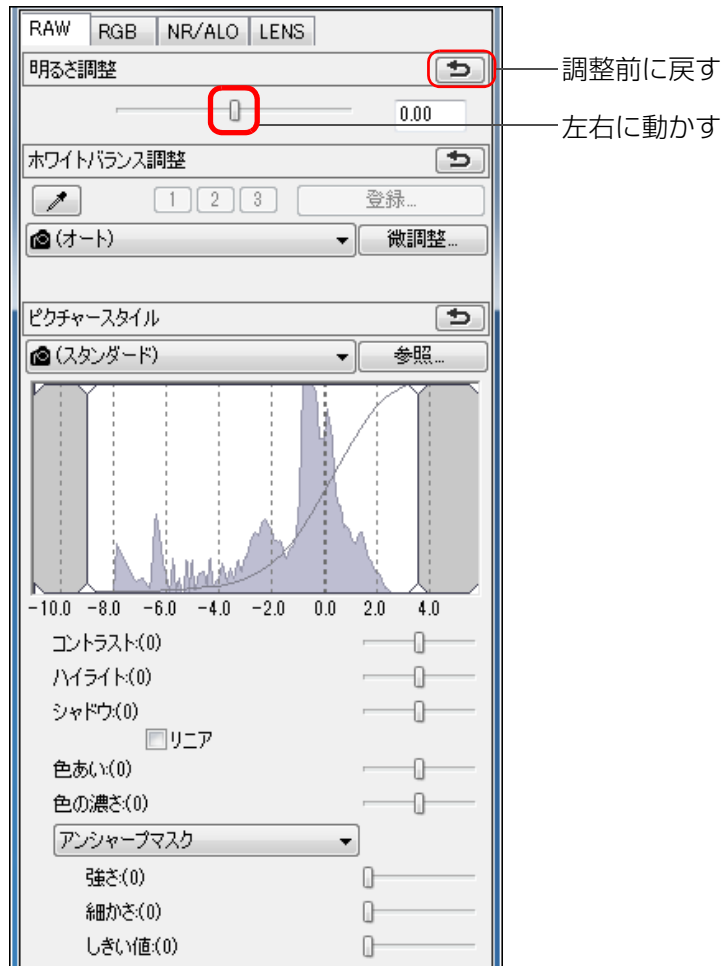 RAW RGB NR/ALO LENS
明るさ調整
調整前に戻す
0.00
左右に動かす
ホワイトバランス調整
1 2 3 登録...
(オート) 微調整...
ピクチャースタイル
(スタンダード) 参照...
-10.0 -8.0 -6.0 -4.0 -2.0 0.0 2.0 4.0
コントラスト:(0)
ハイライト:(0)
シャドウ:(0)
リニア
色あい:(0)
色の濃さ:(0)
アンシャープマスク
強さ:(0)
細かさ:(0)
しきい値:(0)